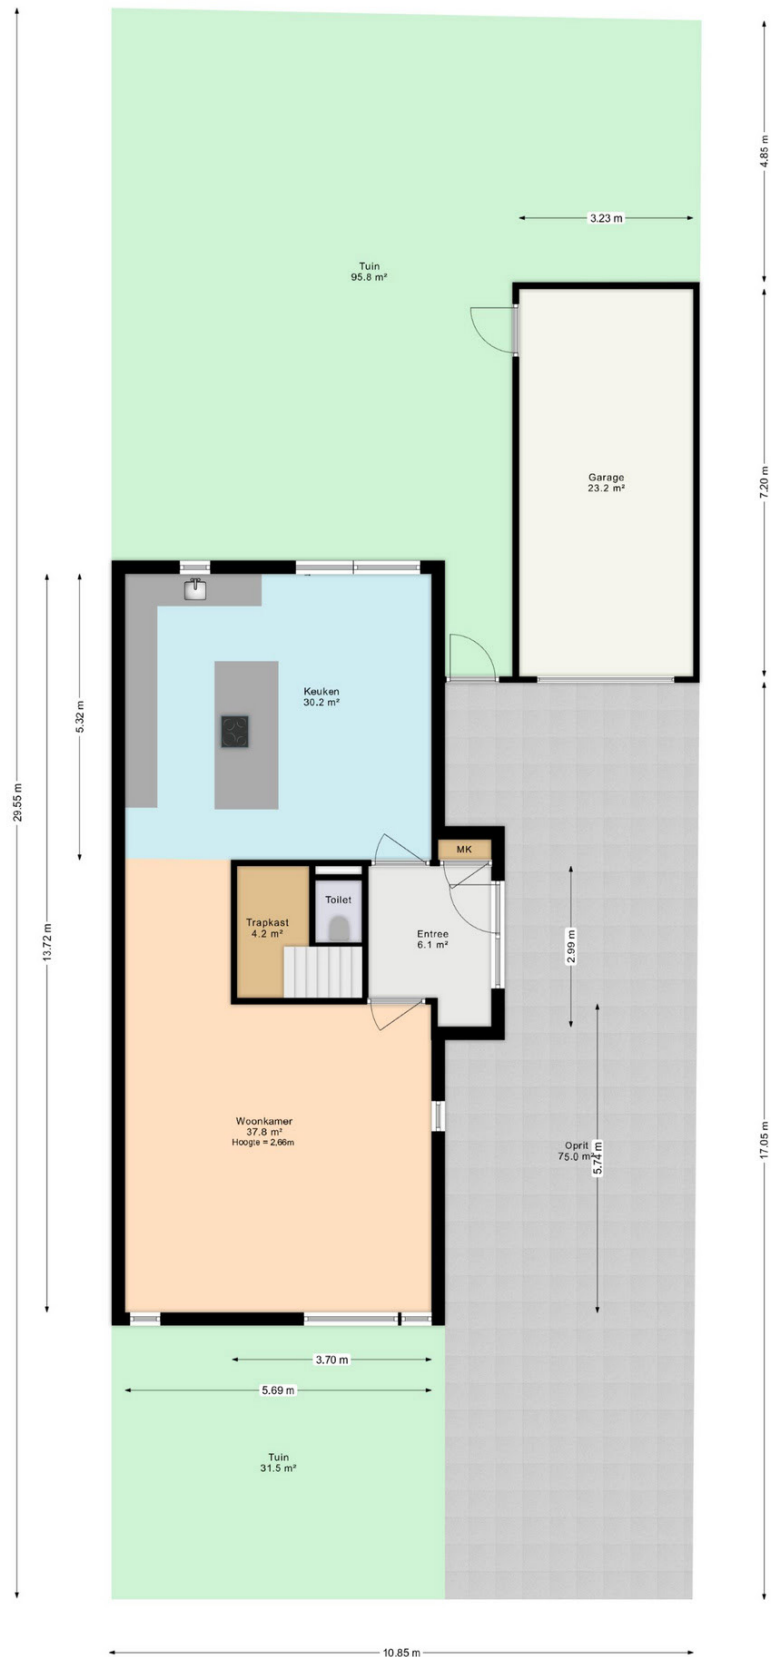 4.85 m
3.23 m
Tuin
95.8 m²
Garage
23.2 m²
7.20 m
Keuken
30.2 m²
5.32 m
29.55 m
MK
Toilet
Trapkast
4.2 m²
Entree
6.1 m²
13.72 m
2.99 m
Woonkamer
37.8 m²
Hoogte = 2,66m
Oprit
75.0 m²
5.74 m
17.05 m
3.70 m
5.69 m
Tuin
31.5 m²
10.85 m